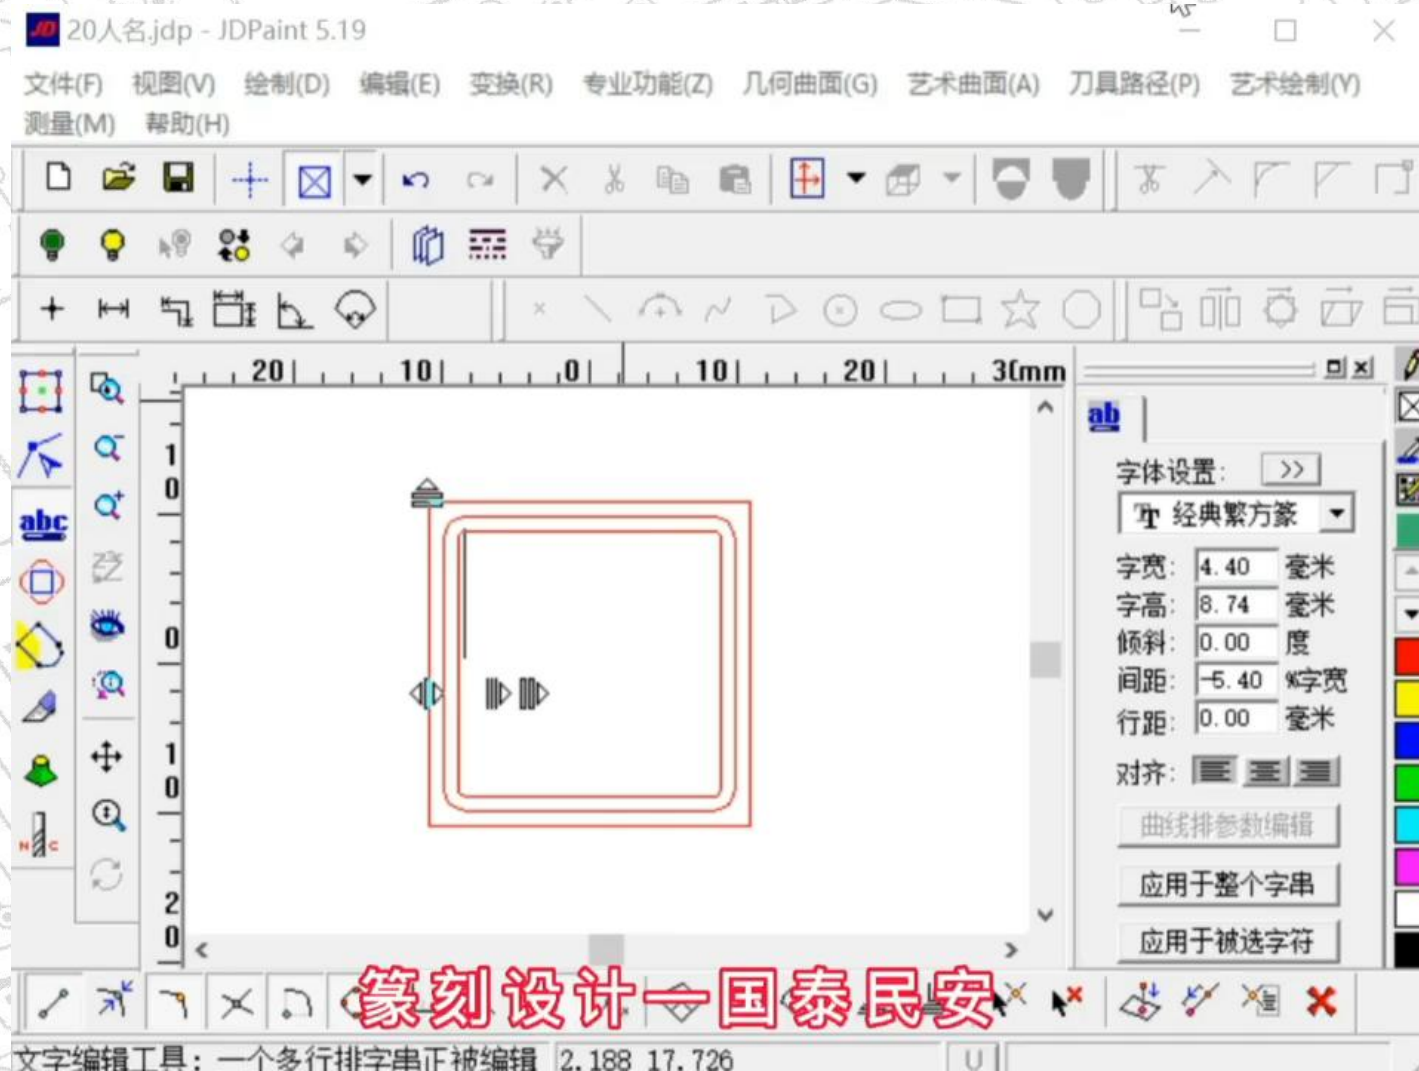 20人名.jdp - JDPaint 5.19
文件(F) 视图(V) 绘制(D) 编辑(E) 变换(R) 专业功能(Z) 几何曲面(G) 艺术曲面(A) 刀具路径(P) 艺术绘制(Y)
测量(M) 帮助(H)
20 10 0 10 20 30mm
ab
字体设置: >>
经典繁方篆
字宽: 4.40 毫米
字高: 8.74 毫米
倾斜: 0.00 度
间距: -5.40 %字宽
行距: 0.00 毫米
对齐:
曲线排参数编辑
应用于整个字串
应用于被选字符
abc
N C
10
0
10
20
篆刻设计—国泰民安
文字编辑工具: 一个多行排字串正被编辑 2.188 17.726 U